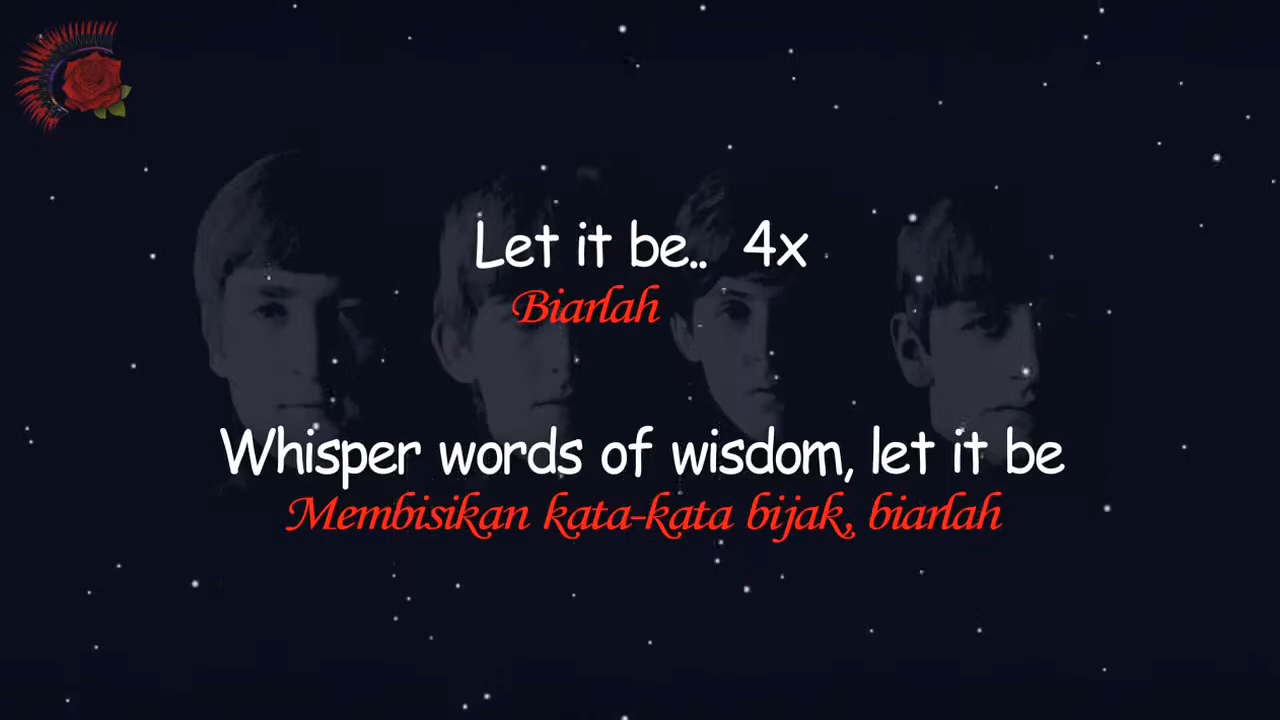 Let it be..  4x
Biarlah
Whisper words of wisdom, let it be
Membisikan kata-kata bijak, biarlah